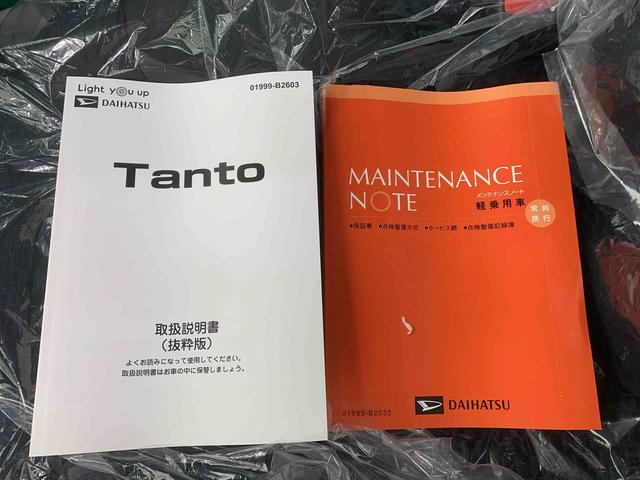 Light you up
DAIHATSU
01999-B2603
Tanto
取扱説明書
（抜粋版）
よくお読みになって使用してください。
取扱説明書はお車の中に保管しましょう。
MAINTENANCE
NOTE
メンテナンスノート
軽乗用車
常時
携行
●保証書 ●点検整備方式 ●サービス網 ●点検整備記録簿
01989-B2032
DAIHATSU